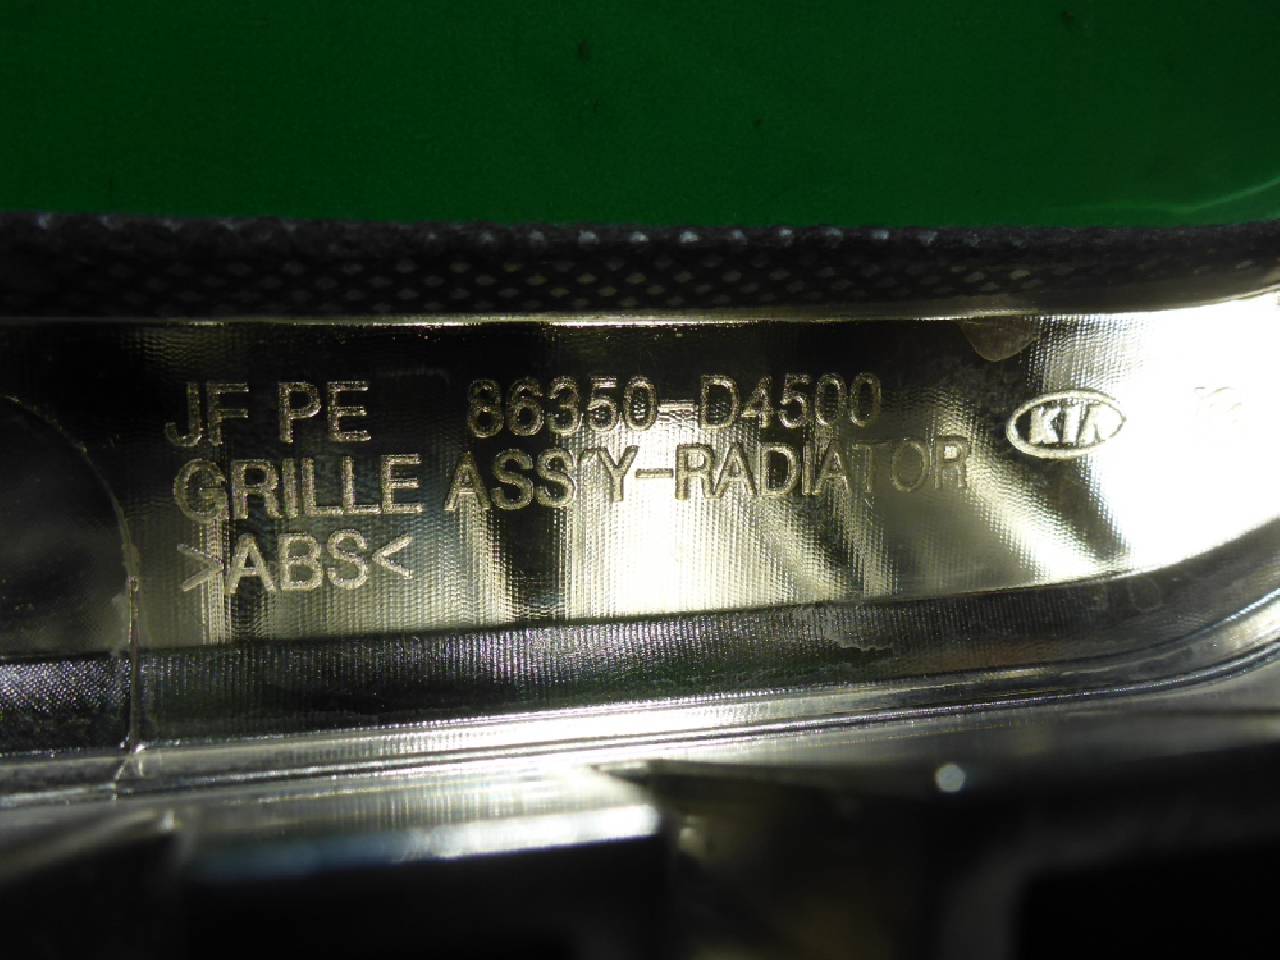 JF PE 86350-D4500
GRILLE ASS'Y-RADIATOR
>ABS<
KIA